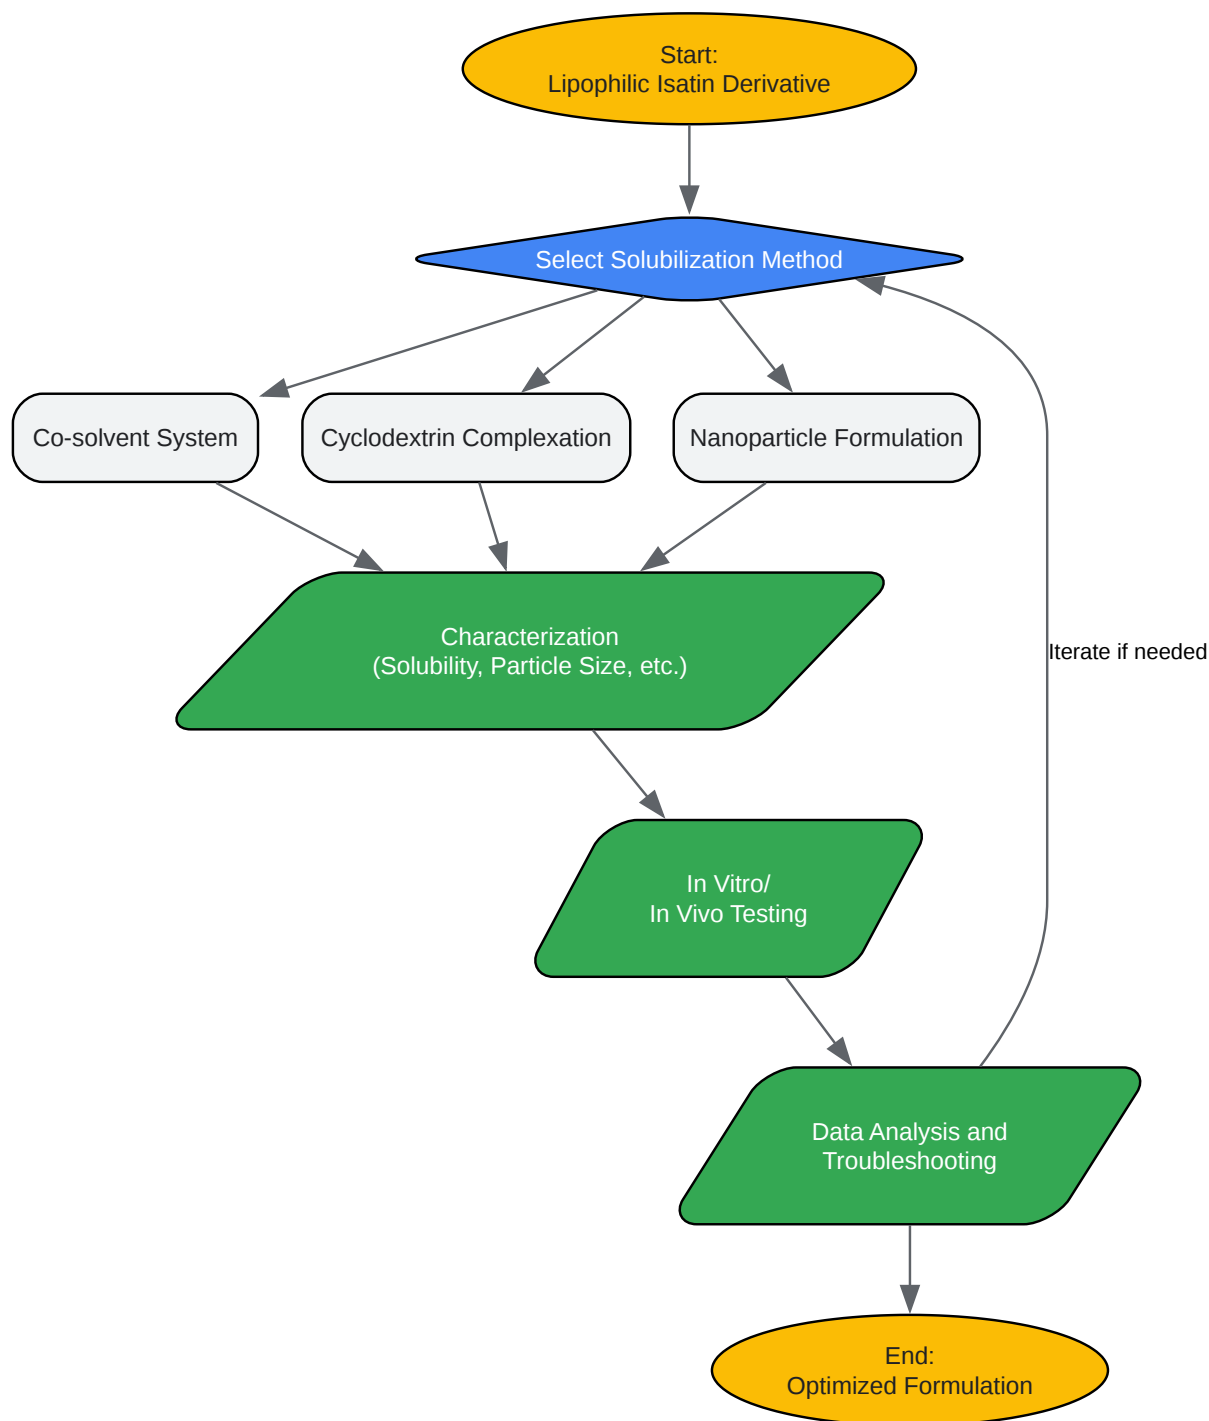 Start:
Lipophilic Isatin Derivative
Select Solubilization Method
Co-solvent System
Cyclodextrin Complexation
Nanoparticle Formulation
Characterization
(Solubility, Particle Size, etc.)
Iterate if needed
In Vitro/
In Vivo Testing
Data Analysis and
Troubleshooting
End:
Optimized Formulation